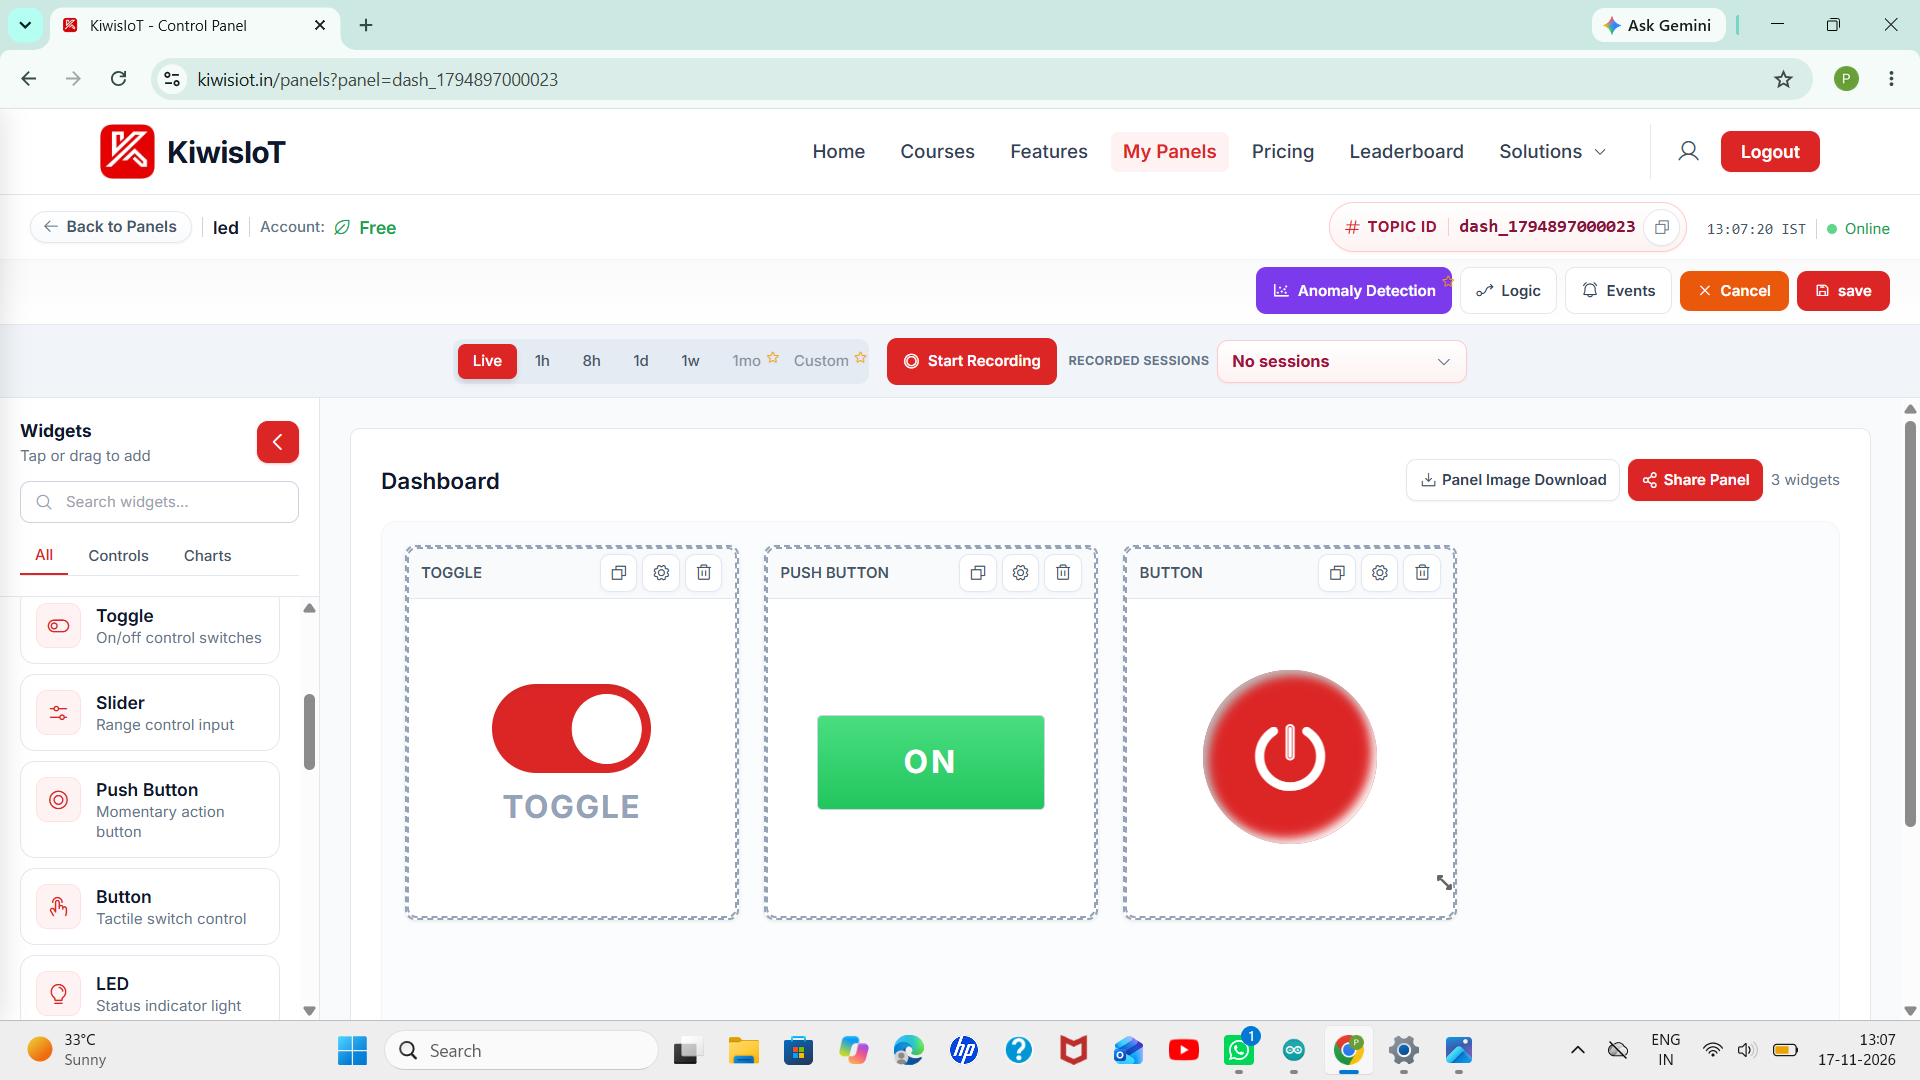 KiwisIoT - Control Panel
Ask Gemini
kiwisiot.in/panels?panel=dash_1794897000023
P
KiwisIoT
Home Courses Features My Panels Pricing Leaderboard Solutions Logout
Back to Panels led Account: Free
# TOPIC ID dash_1794897000023 13:07:20 IST Online
Anomaly Detection Logic Events Cancel save
Live 1h 8h 1d 1w 1mo Custom Start Recording RECORDED SESSIONS No sessions
Widgets
Tap or drag to add
Search widgets...
All Controls Charts
Toggle
On/off control switches
Slider
Range control input
Push Button
Momentary action
button
Button
Tactile switch control
LED
Status indicator light
Dashboard
Panel Image Download Share Panel 3 widgets
TOGGLE
TOGGLE
PUSH BUTTON
ON
BUTTON
33°C
Sunny
Search
hp
1
P
ENG
IN
13:07
17-11-2026